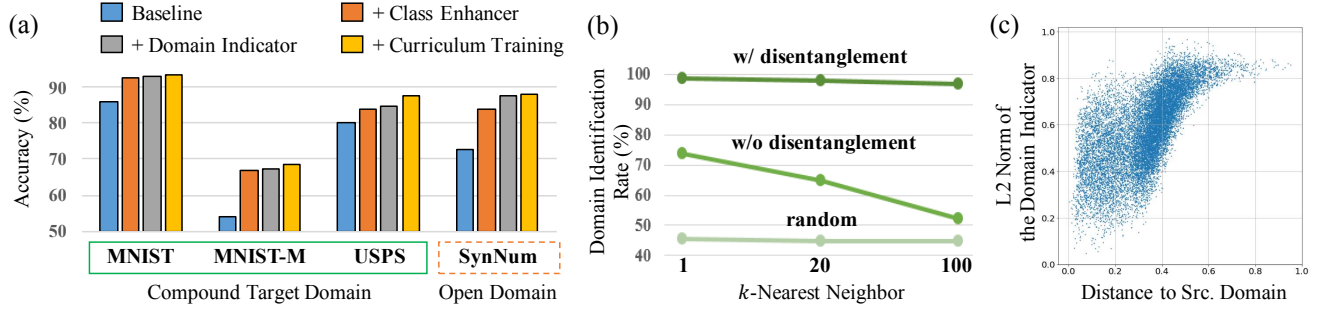 (a)
Baseline
+ Class Enhancer
+ Domain Indicator
+ Curriculum Training
Accuracy (%)
90
80
70
60
50
MNIST
MNIST-M
USPS
SynNum
Compound Target Domain
Open Domain
(b)
Domain Identification
Rate (%)
100
90
80
70
60
50
40
w/ disentanglement
w/o disentanglement
random
1
20
100
k-Nearest Neighbor
(c)
L2 Norm of
the Domain Indicator
1.0
0.8
0.6
0.4
0.2
0.0
0.0
0.2
0.4
0.6
0.8
1.0
Distance to Src. Domain